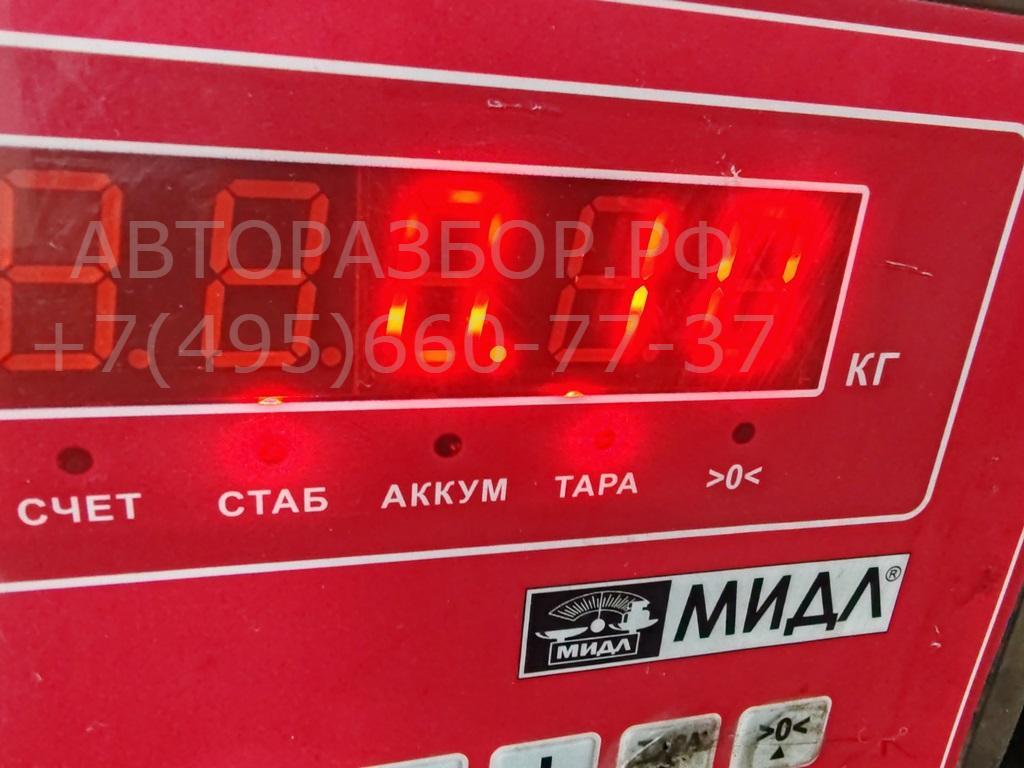 АВТОРАЗБОР.РФ
+7(495)660-77-37
КГ
СЧЕТ СТАБ АККУМ ТАРА >0<
МИДЛ МИДЛ®
>0<